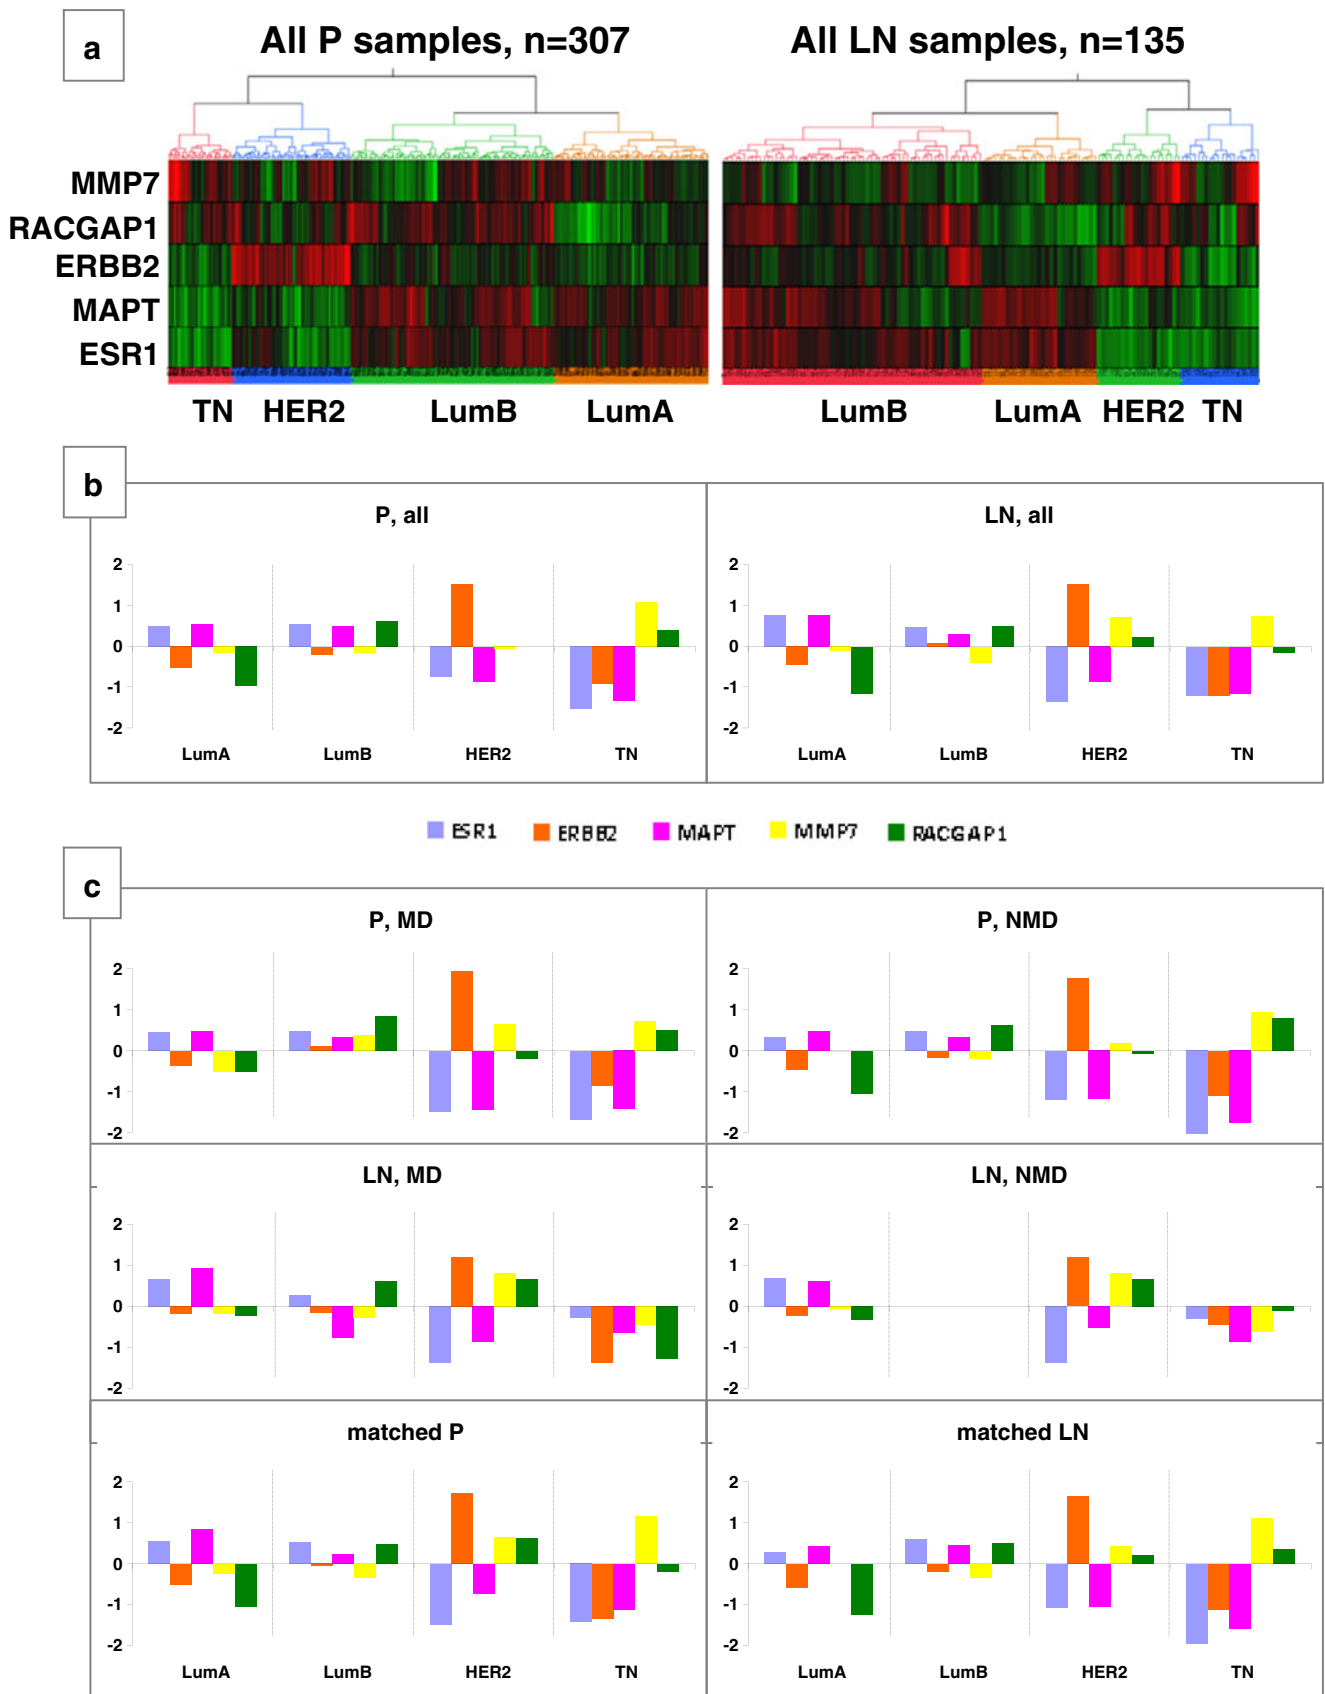 a
All P samples, n=307
All LN samples, n=135
MMP7
RACGAP1
ERBB2
MAPT
ESR1
TN HER2 LumB LumA
LumB LumA HER2 TN
b
P, all
2
1
0
-1
-2
LumA LumB HER2 TN
LN, all
2
1
0
-1
-2
LumA LumB HER2 TN
ESR1 ERBB2 MAPT MMP7 RACGAP1
c
P, MD
2
1
0
-1
-2
P, NMD
2
1
0
-1
-2
LN, MD
2
1
0
-1
-2
LN, NMD
2
1
0
-1
-2
matched P
2
1
0
-1
-2
LumA LumB HER2 TN
matched LN
2
1
0
-1
-2
LumA LumB HER2 TN